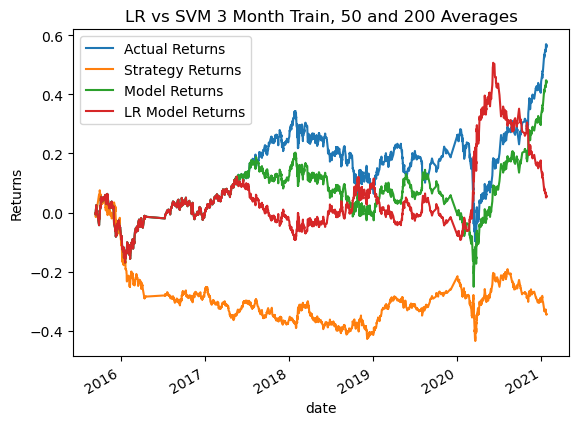 LR vs SVM 3 Month Train, 50 and 200 Averages
Actual Returns
Strategy Returns
Model Returns
LR Model Returns
0.6
0.4
0.2
0.0
−0.2
−0.4
Returns
2016
2017
2018
2019
2020
2021
date